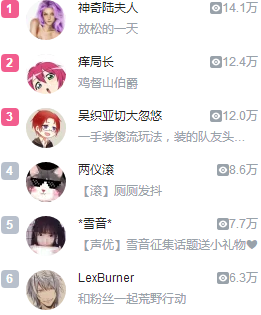 1 神奇陆夫人 14.1万
放松的一天
2 痒局长 12.4万
鸡督山伯爵
3 吴织亚切大忽悠 12.0万
一手装傻流玩法，装的队友头...
4 两仪滚 8.6万
【滚】厕厕发抖
5 *雪音* 7.7万
【声优】雪音征集话题送小礼物❤
6 LexBurner 6.3万
和粉丝一起荒野行动